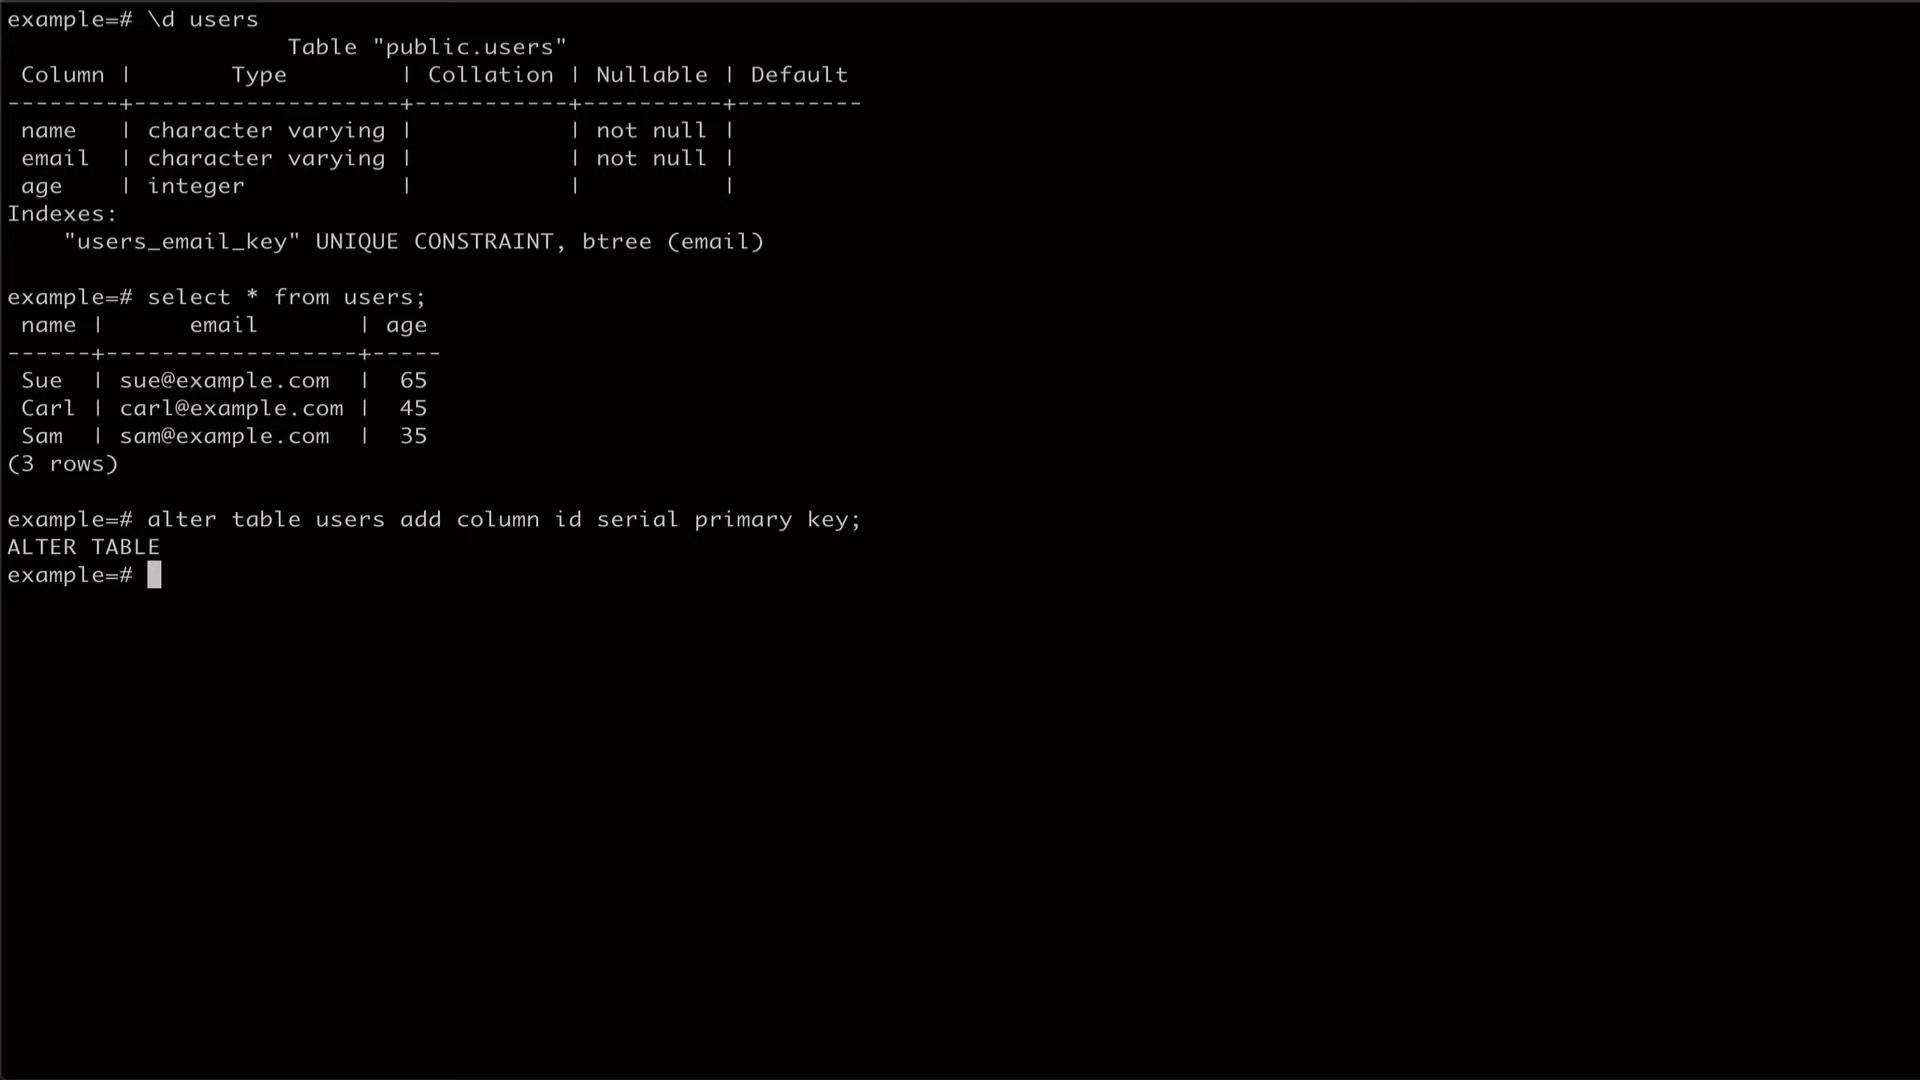 example=# \d users
                    Table "public.users"
 Column |       Type        | Collation | Nullable | Default
--------+-------------------+-----------+----------+---------
 name   | character varying |           | not null |
 email  | character varying |           | not null |
 age    | integer           |           |          |
Indexes:
    "users_email_key" UNIQUE CONSTRAINT, btree (email)

example=# select * from users;
 name |      email       | age
------+------------------+-----
 Sue  | sue@example.com  |  65
 Carl | carl@example.com |  45
 Sam  | sam@example.com  |  35
(3 rows)

example=# alter table users add column id serial primary key;
ALTER TABLE
example=#